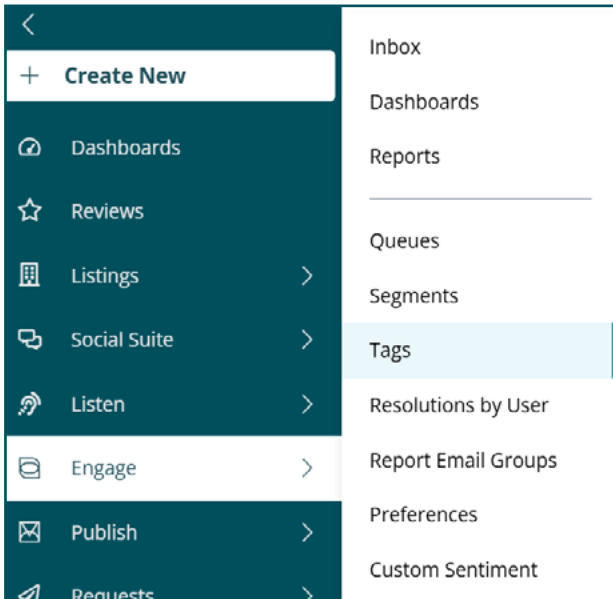 Create New
Dashboards
Reviews
Listings
Social Suite
Listen
Engage
Publish
Requests
Inbox
Dashboards
Reports
Queues
Segments
Tags
Resolutions by User
Report Email Groups
Preferences
Custom Sentiment